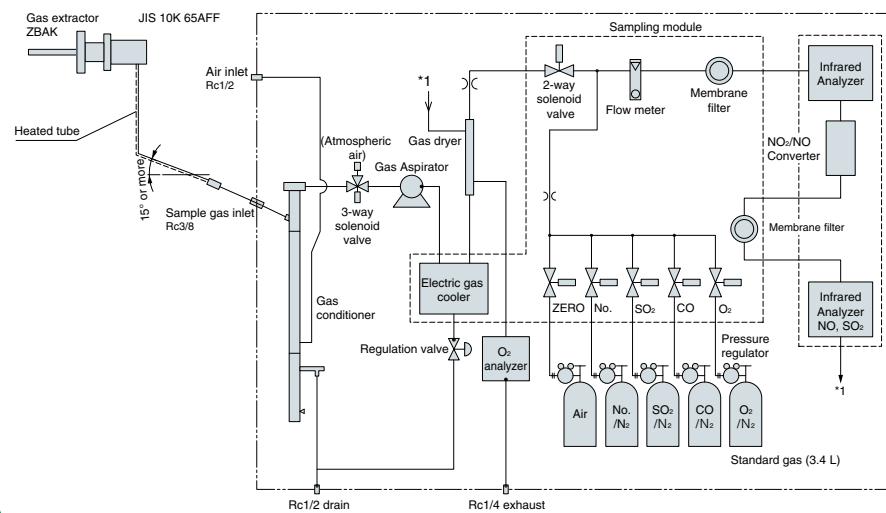 Gas extractor
ZBAK
JIS 10K 65AFF
Sampling module
Air inlet
Rc1/2
*1
2-way
solenoid
valve
Flow meter
Membrane
filter
Infrared
Analyzer
Heated tube
(Atmospheric
air)
Gas dryer
NO₂/NO
Converter
15° or more
Gas Aspirator
Sample gas inlet
Rc3/8
3-way
solenoid
valve
Membrane filter
Electric gas
cooler
Gas
conditioner
ZERO
No.
SO₂
CO
O₂
Infrared
Analyzer
NO, SO₂
Regulation valve
O₂
analyzer
Pressure
regulator
*1
Air
No.
/N₂
SO₂
/N₂
CO
/N₂
O₂
/N₂
Standard gas (3.4 L)
Rc1/2 drain
Rc1/4 exhaust